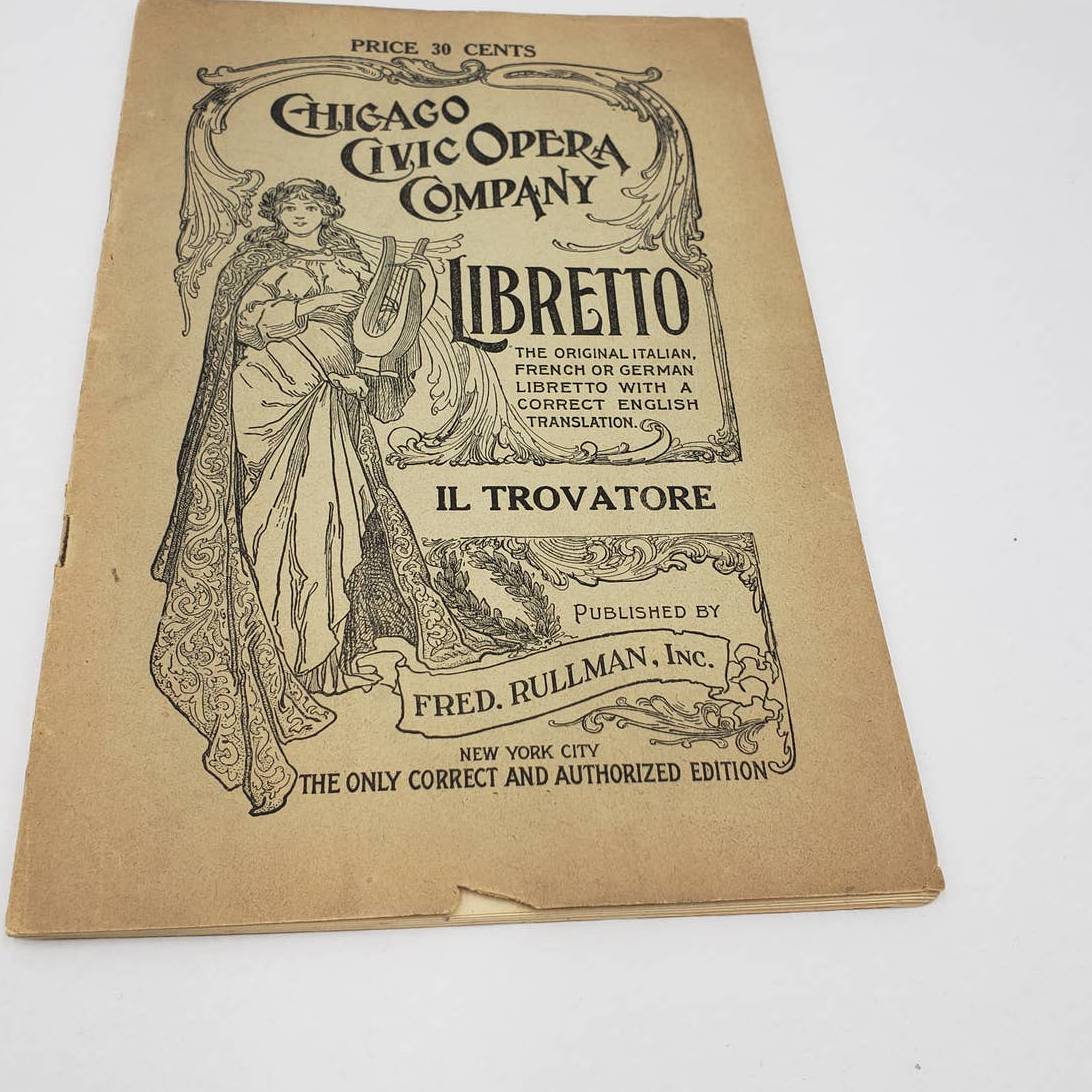 PRICE 30 CENTS
CHICAGO
CIVIC OPERA
COMPANY
LIBRETTO
THE ORIGINAL ITALIAN,
FRENCH OR GERMAN
LIBRETTO WITH A
CORRECT ENGLISH
TRANSLATION.
IL TROVATORE
PUBLISHED BY
FRED. RULLMAN, INC.
NEW YORK CITY
THE ONLY CORRECT AND AUTHORIZED EDITION